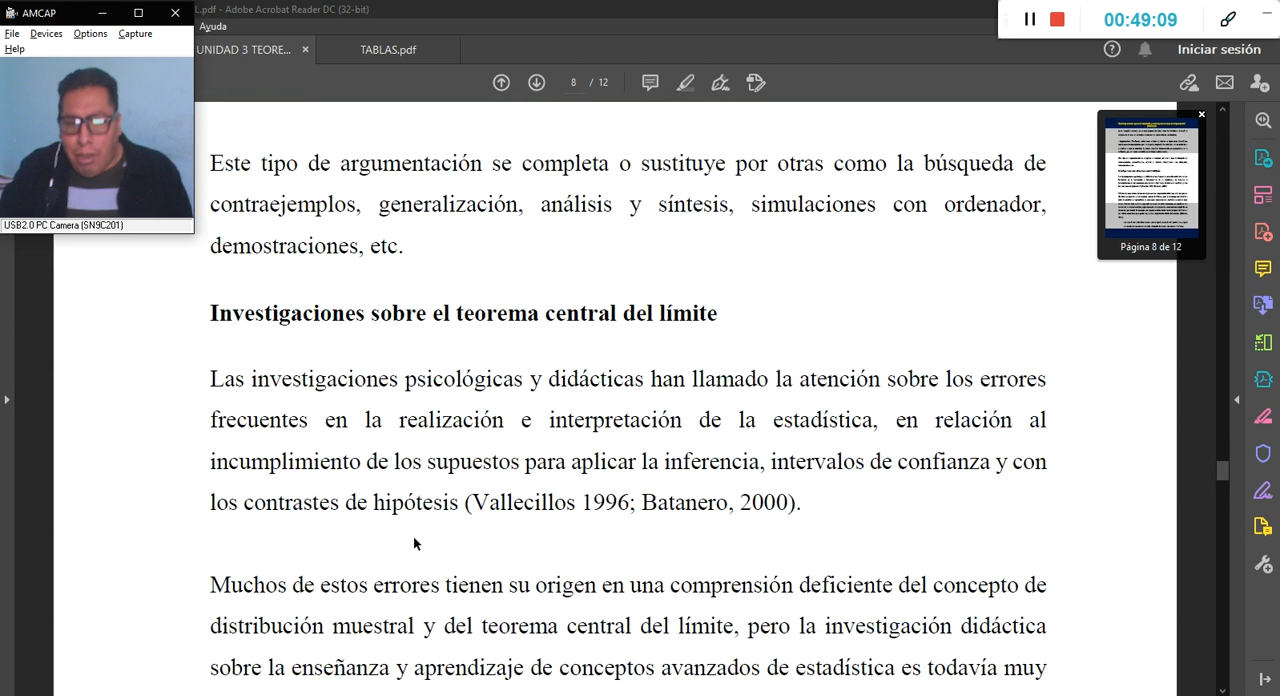 AMCAP
File Devices Options Capture
Help
USB2.0 PC Camera (SN9C201)
L.pdf - Adobe Acrobat Reader DC (32-bit)
Ayuda
UNIDAD 3 TEORE... ×
TABLAS.pdf
8 / 12
00:49:09
Iniciar sesión
Página 8 de 12
Este tipo de argumención se completa o sustituye por otras como la búsqueda de
contraejemplos, generalización, análisis y síntesis, simulaciones con ordenador,
demostraciones, etc.
Investigaciones sobre el teorema central del límite
Las investigaciones psicológicas y didácticas han llamado la atención sobre los errores
frecuentes en la realización e interpretación de la estadística, en relación al
incumplimiento de los supuestos para aplicar la inferencia, intervalos de confianza y con
los contrastes de hipótesis (Vallecillos 1996; Batanero, 2000).
Muchos de estos errores tienen su origen en una comprensión deficiente del concepto de
distribución muestral y del teorema central del límite, pero la investigación didáctica
sobre la enseñanza y aprendizaje de conceptos avanzados de estadística es todavía muy